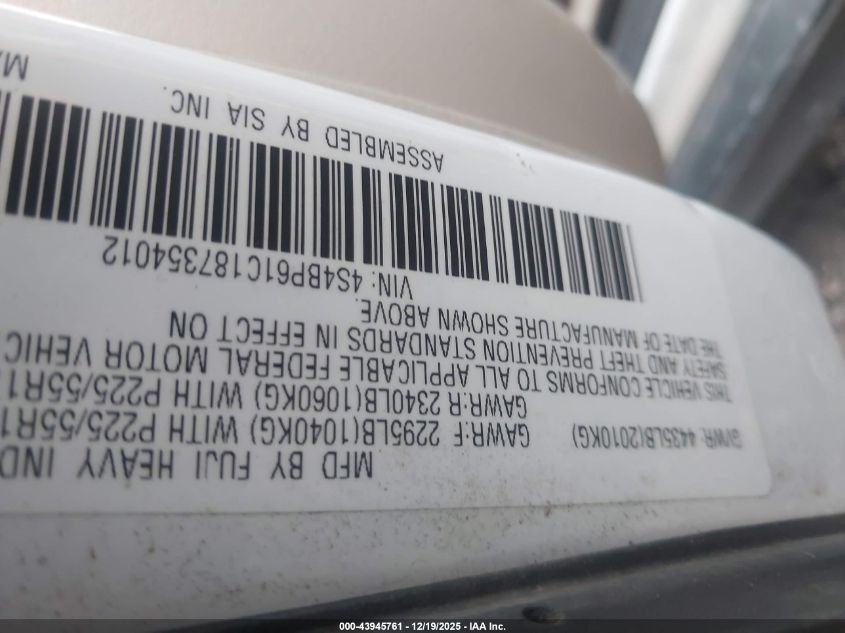 MFD BY FUJI HEAVY IND
GVWR: 4435LB(2010KG) GAWR:F 2295LB(1040KG) WITH P225/55R1
GAWR:R 2340LB(1060KG) WITH P225/55R1
THIS VEHICLE CONFORMS TO ALL APPLICABLE FEDERAL MOTOR VEHIC
SAFETY AND THEFT PREVENTION STANDARDS IN EFFECT ON
THE DATE OF MANUFACTURE SHOWN ABOVE.
VIN: 4S4BP61C187354012
ASSEMBLED BY SIA INC.
000-43945761 - 12/19/2025 - IAA Inc.